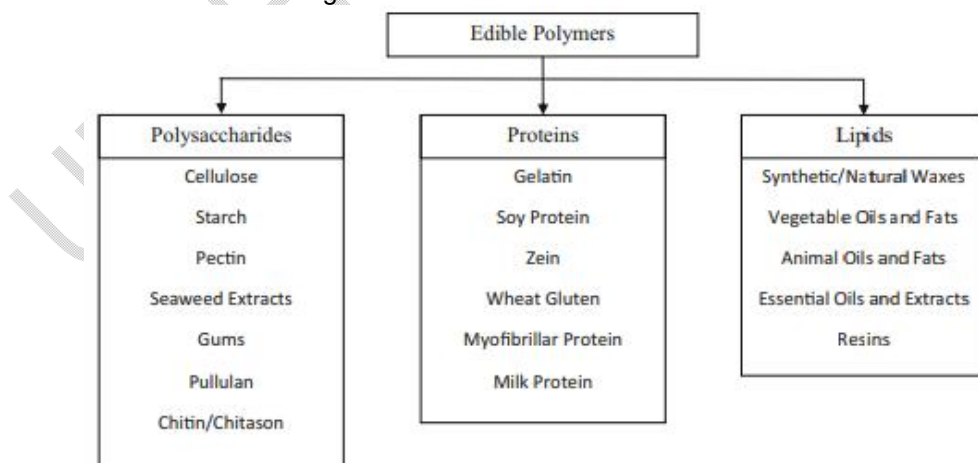 Edible Polymers
Polysaccharides
Cellulose
Starch
Pectin
Seaweed Extracts
Gums
Pullulan
Chitin/Chitason
Proteins
Gelatin
Soy Protein
Zein
Wheat Gluten
Myofibrillar Protein
Milk Protein
Lipids
Synthetic/Natural Waxes
Vegetable Oils and Fats
Animal Oils and Fats
Essential Oils and Extracts
Resins